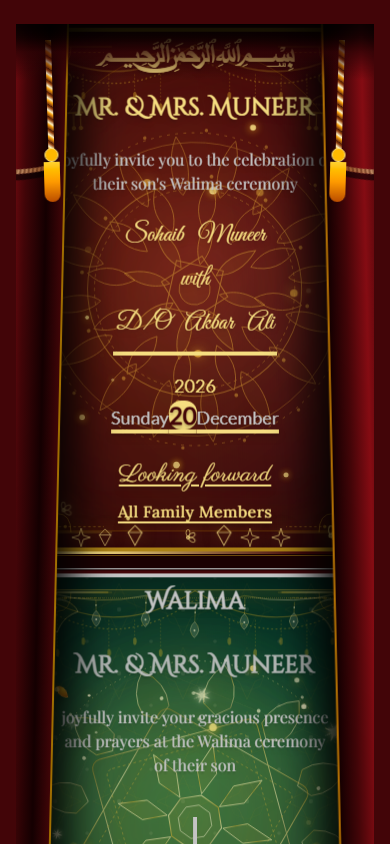 بسم الله الرحمن الرحيم
MR. & MRS. MUNEER
joyfully invite you to the celebration of
their son's Walima ceremony
Sohaib Muneer
with
D/O Akbar Ali
2026
Sunday 20 December
Looking forward
All Family Members
WALIMA
MR. & MRS. MUNEER
joyfully invite your gracious presence
and prayers at the Walima ceremony
of their son